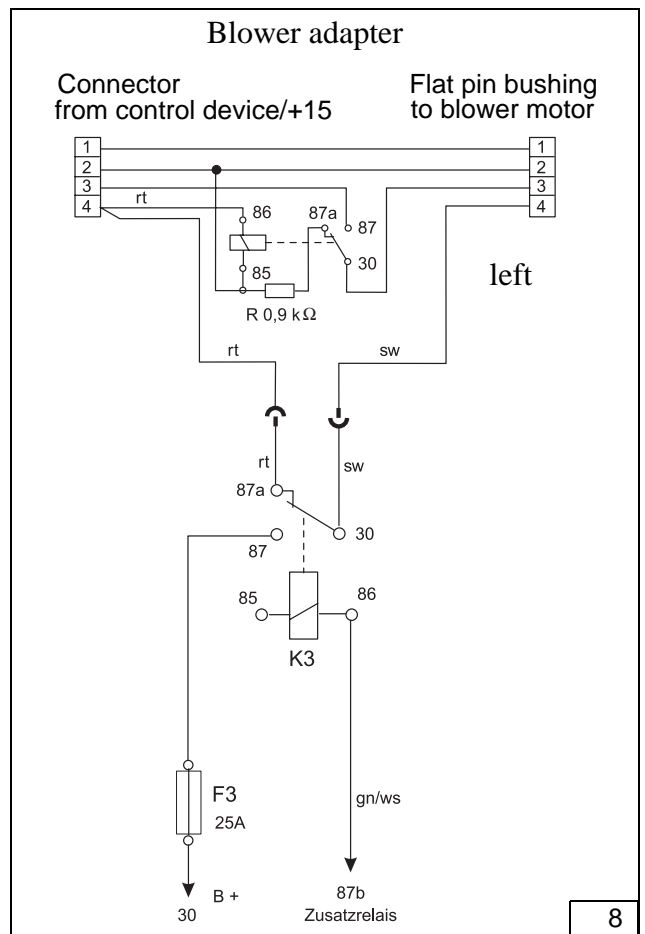 Blower adapter
Connector
from control device/+15
Flat pin bushing
to blower motor
1
2
3
4
1
2
3
4
rt
86
87a
87
85
30
R 0,9 kΩ
left
rt
sw
rt
sw
87a
87
30
85
86
K3
F3
25A
gn/ws
B +
30
87b
Zusatzrelais
8